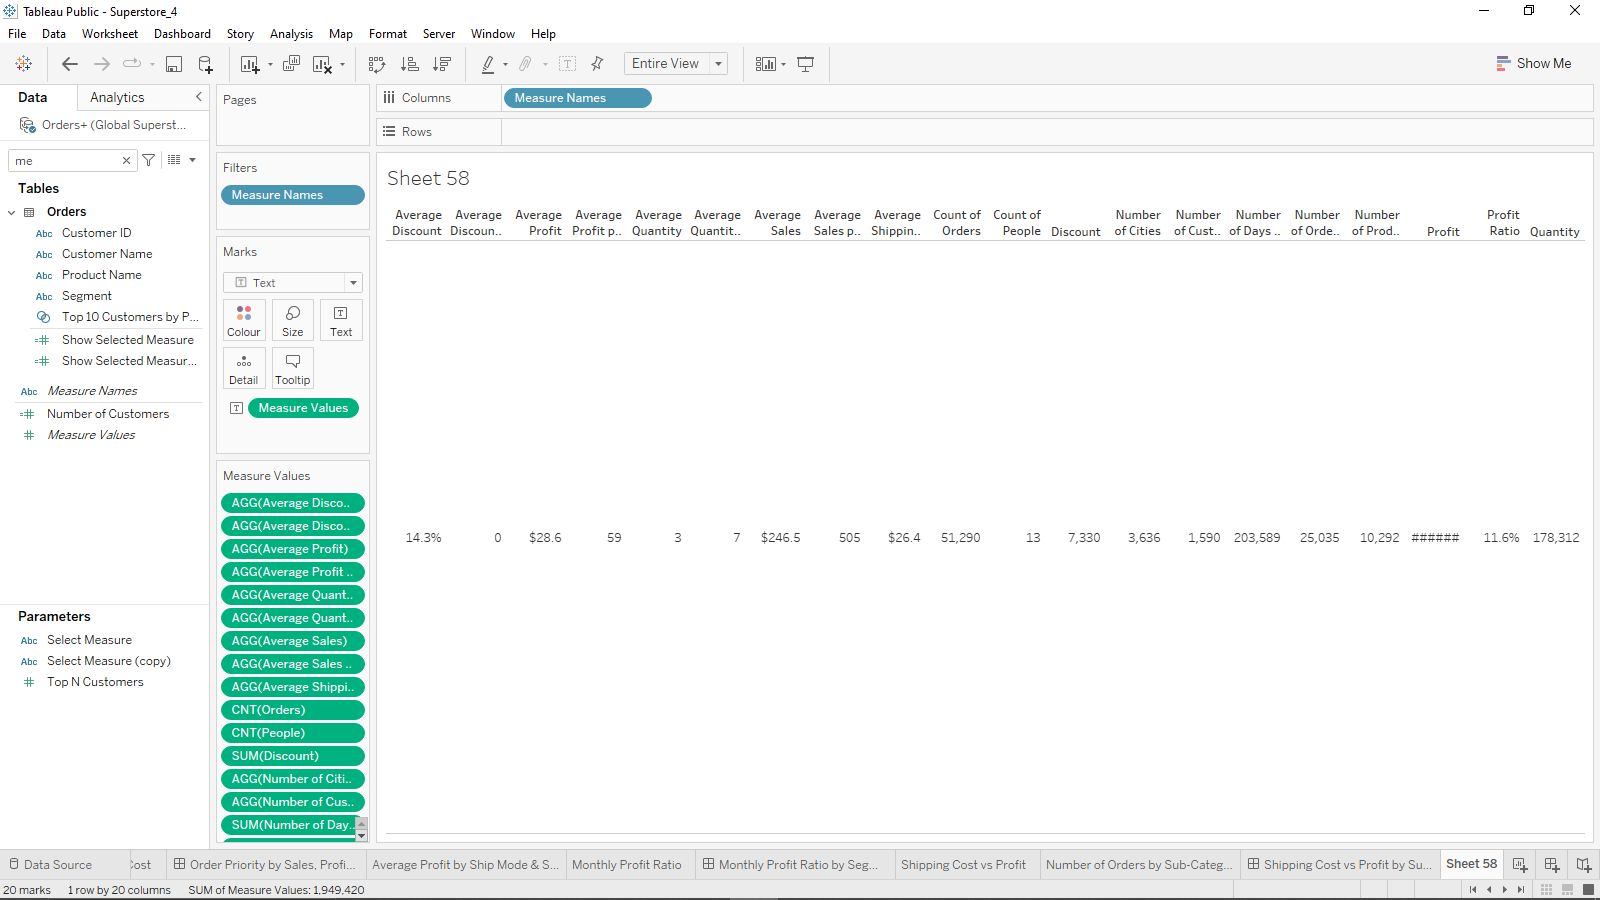 Tableau Public - Superstore_4
File Data Worksheet Dashboard Story Analysis Map Format Server Window Help
Entire View
Show Me
Data Analytics
Orders+ (Global Superst...
me
Tables
Orders
Abc Customer ID
Abc Customer Name
Abc Product Name
Abc Segment
Top 10 Customers by P...
=# Show Selected Measure
=# Show Selected Measur...
Abc Measure Names
=# Number of Customers
# Measure Values
Parameters
Abc Select Measure
Abc Select Measure (copy)
# Top N Customers
Pages
Filters
Measure Names
Marks
T Text
Colour Size Text
Detail Tooltip
T Measure Values
Measure Values
AGG(Average Disco..
AGG(Average Disco..
AGG(Average Profit)
AGG(Average Profit ..
AGG(Average Quant..
AGG(Average Quant..
AGG(Average Sales)
AGG(Average Sales ..
AGG(Average Shippi..
CNT(Orders)
CNT(People)
SUM(Discount)
AGG(Number of Citi..
AGG(Number of Cus..
SUM(Number of Day..
Columns Measure Names
Rows
Sheet 58
Average Average Average Average Average Average Average Average Average Count of Count of Number Number Number Number Number Profit
Discount Discoun.. Profit Profit p.. Quantity Quantit.. Sales Sales p.. Shippin.. Orders People Discount of Cities of Cust.. of Days .. of Orde.. of Prod.. Profit Ratio Quantity
14.3% 0 $28.6 59 3 7 $246.5 505 $26.4 51,290 13 7,330 3,636 1,590 203,589 25,035 10,292 ###### 11.6% 178,312
Data Source Cost Order Priority by Sales, Profi... Average Profit by Ship Mode & S... Monthly Profit Ratio Monthly Profit Ratio by Seg... Shipping Cost vs Profit Number of Orders by Sub-Categ... Shipping Cost vs Profit by Su... Sheet 58
20 marks 1 row by 20 columns SUM of Measure Values: 1,949,420